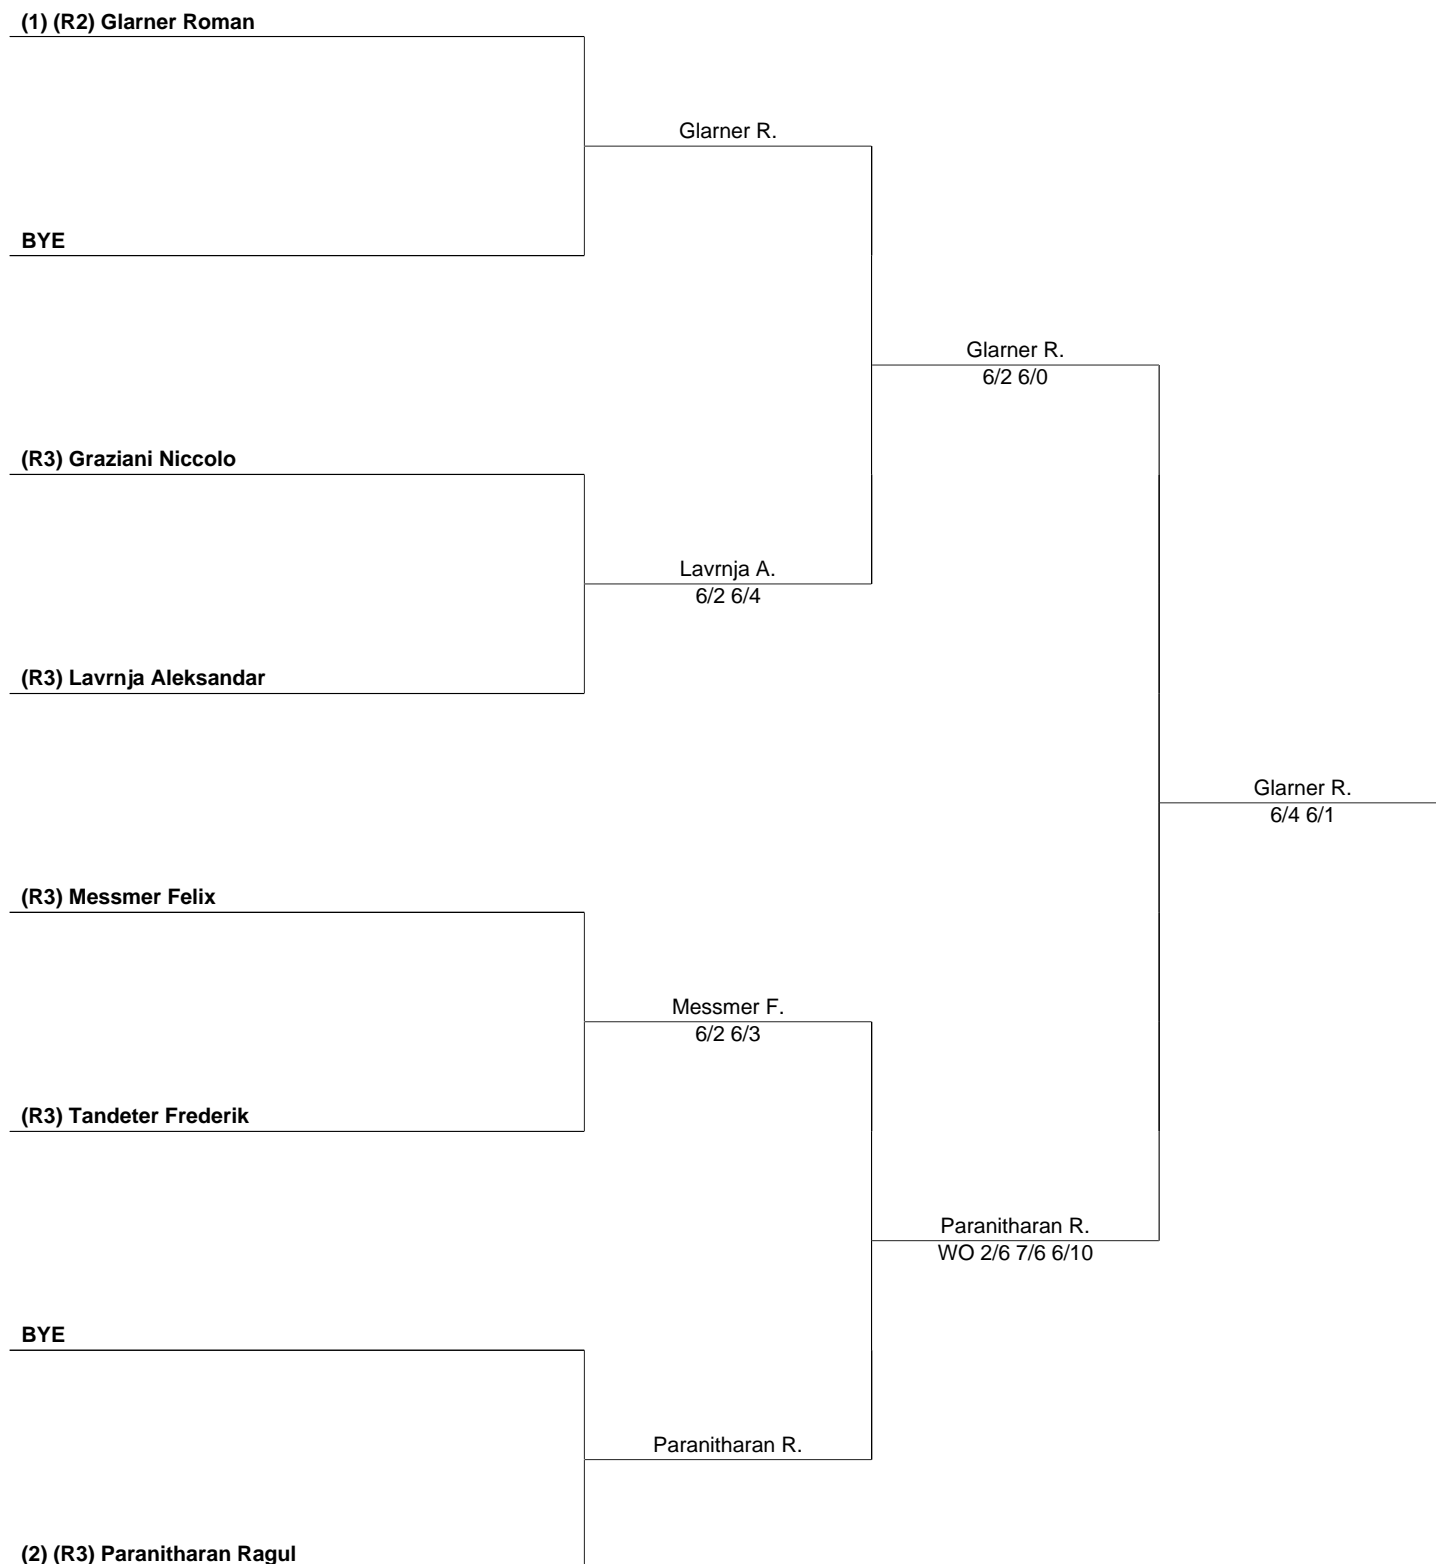 (1) (R2) Glarner Roman
Glarner R.
BYE
Glarner R.
6/2 6/0
(R3) Graziani Niccolo
Lavrnja A.
6/2 6/4
(R3) Lavrnja Aleksandar
Glarner R.
6/4 6/1
(R3) Messmer Felix
Messmer F.
6/2 6/3
(R3) Tandeter Frederik
Paranitharan R.
WO 2/6 7/6 6/10
BYE
Paranitharan R.
(2) (R3) Paranitharan Ragul